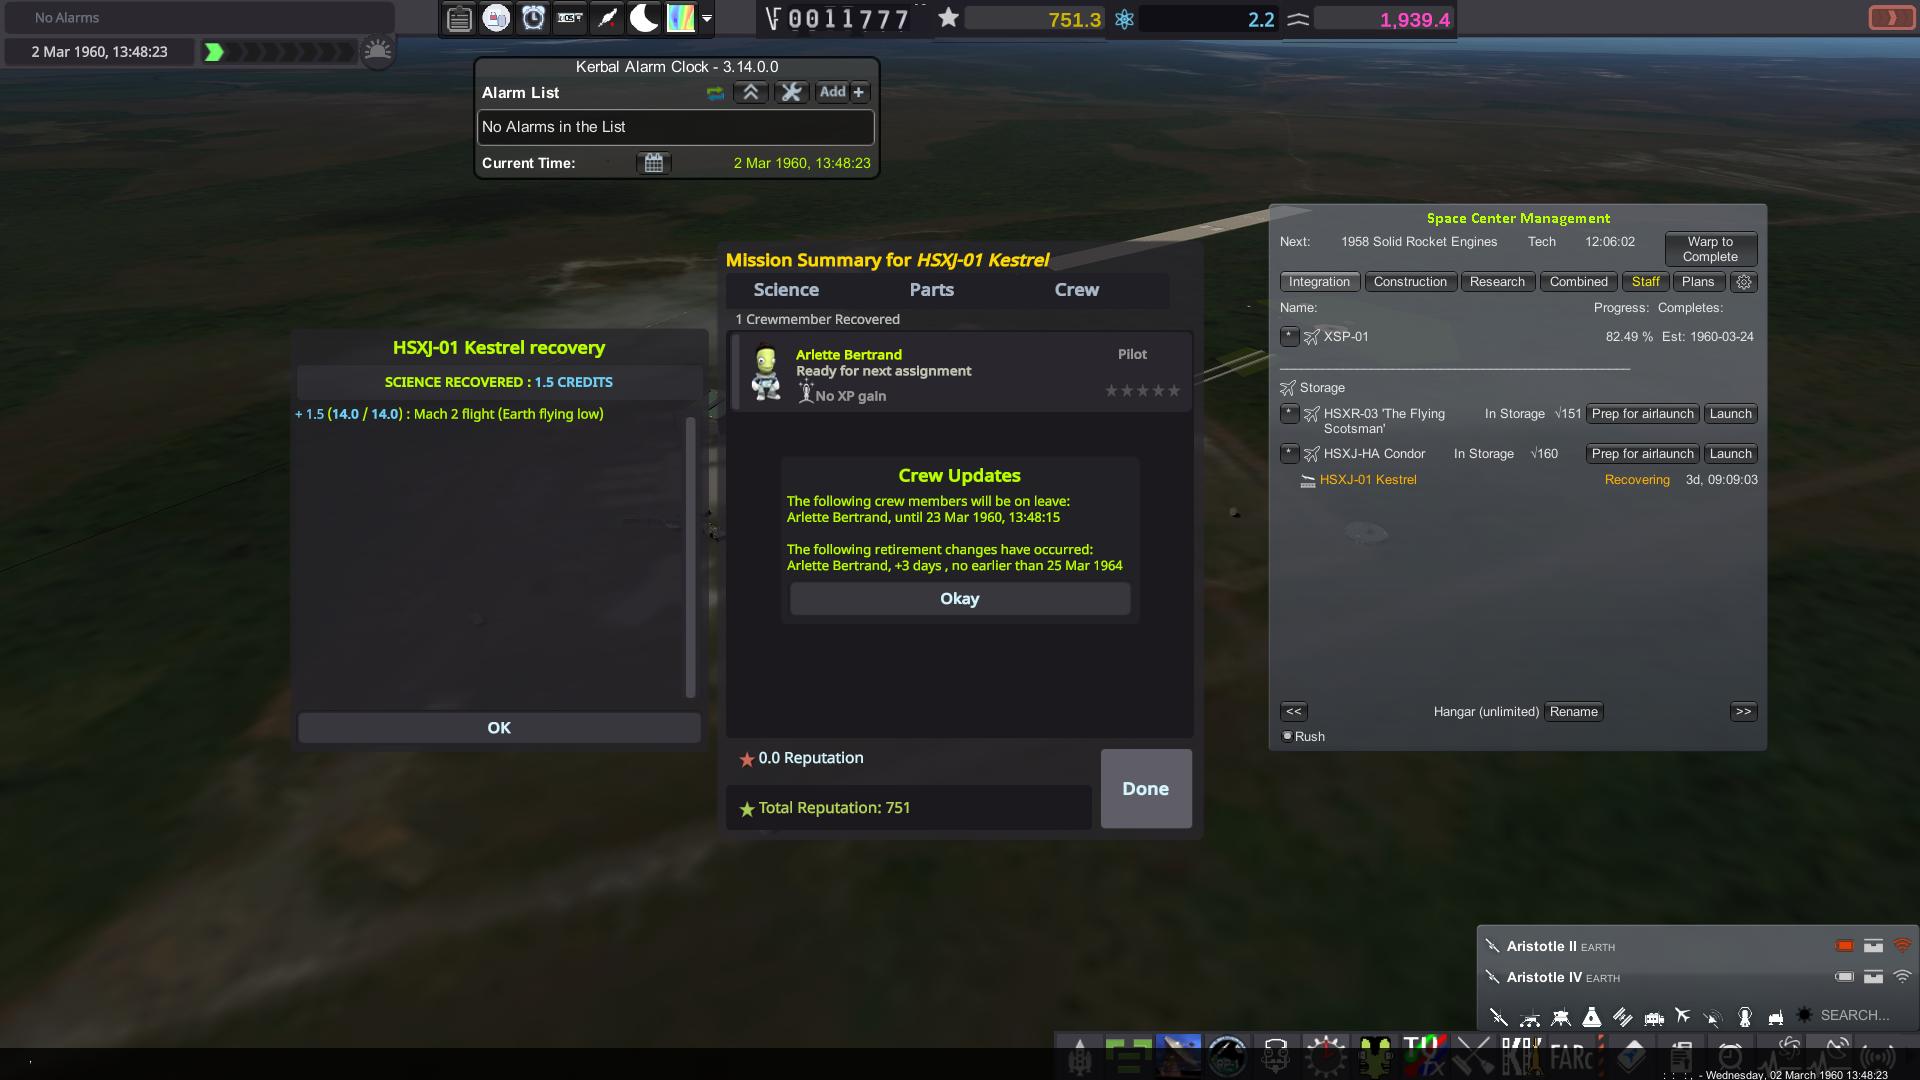 No Alarms
COST
0011777
751.3
2.2
1,939.4
2 Mar 1960, 13:48:23
Kerbal Alarm Clock - 3.14.0.0
Alarm List
Add +
No Alarms in the List
Current Time:
2 Mar 1960, 13:48:23
HSXJ-01 Kestrel recovery
SCIENCE RECOVERED : 1.5 CREDITS
+ 1.5 (14.0 / 14.0) : Mach 2 flight (Earth flying low)
OK
Mission Summary for HSXJ-01 Kestrel
Science Parts Crew
1 Crewmember Recovered
Arlette Bertrand
Pilot
Ready for next assignment
No XP gain
Crew Updates
The following crew members will be on leave:
Arlette Bertrand, until 23 Mar 1960, 13:48:15
The following retirement changes have occurred:
Arlette Bertrand, +3 days , no earlier than 25 Mar 1964
Okay
0.0 Reputation
Total Reputation: 751
Done
Space Center Management
Next: 1958 Solid Rocket Engines Tech 12:06:02 Warp to
Complete
Integration Construction Research Combined Staff Plans
Name: Progress: Completes:
* XSP-01 82.49 % Est: 1960-03-24
Storage
* HSXR-03 'The Flying
Scotsman' In Storage √151 Prep for airlaunch Launch
* HSXJ-HA Condor In Storage √160 Prep for airlaunch Launch
HSXJ-01 Kestrel Recovering 3d, 09:09:03
<< Hangar (unlimited) Rename >>
Rush
Aristotle II EARTH
Aristotle IV EARTH
SEARCH...
FARc
- Wednesday, 02 March 1960 13:48:23